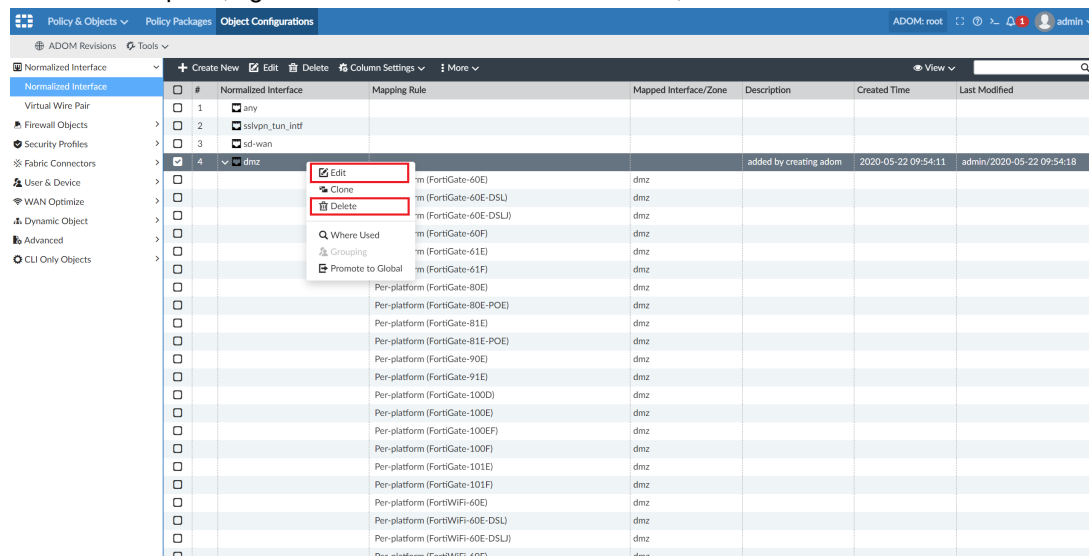 Policy & Objects Policy Packages Object Configurations ADOM: root 1 admin
ADOM Revisions Tools
Normalized Interface
Normalized Interface
Virtual Wire Pair
Firewall Objects
Security Profiles
Fabric Connectors
User & Device
WAN Optimize
Dynamic Object
Advanced
CLI Only Objects
Create New Edit Delete Column Settings More View
# Normalized Interface Mapping Rule Mapped Interface/Zone Description Created Time Last Modified
1 any
2 sslvpn_tun_intf
3 sd-wan
4 dmz added by creating adom 2020-05-22 09:54:11 admin/2020-05-22 09:54:18
Edit
Clone
Delete
Where Used
Grouping
Promote to Global
rm (FortiGate-60E) dmz
rm (FortiGate-60E-DSL) dmz
rm (FortiGate-60E-DSLJ) dmz
rm (FortiGate-60F) dmz
rm (FortiGate-61E) dmz
rm (FortiGate-61F) dmz
Per-platform (FortiGate-80E) dmz
Per-platform (FortiGate-80E-POE) dmz
Per-platform (FortiGate-81E) dmz
Per-platform (FortiGate-81E-POE) dmz
Per-platform (FortiGate-90E) dmz
Per-platform (FortiGate-91E) dmz
Per-platform (FortiGate-100D) dmz
Per-platform (FortiGate-100E) dmz
Per-platform (FortiGate-100EF) dmz
Per-platform (FortiGate-100F) dmz
Per-platform (FortiGate-101E) dmz
Per-platform (FortiGate-101F) dmz
Per-platform (FortiWiFi-60E) dmz
Per-platform (FortiWiFi-60E-DSL) dmz
Per-platform (FortiWiFi-60E-DSLJ) dmz